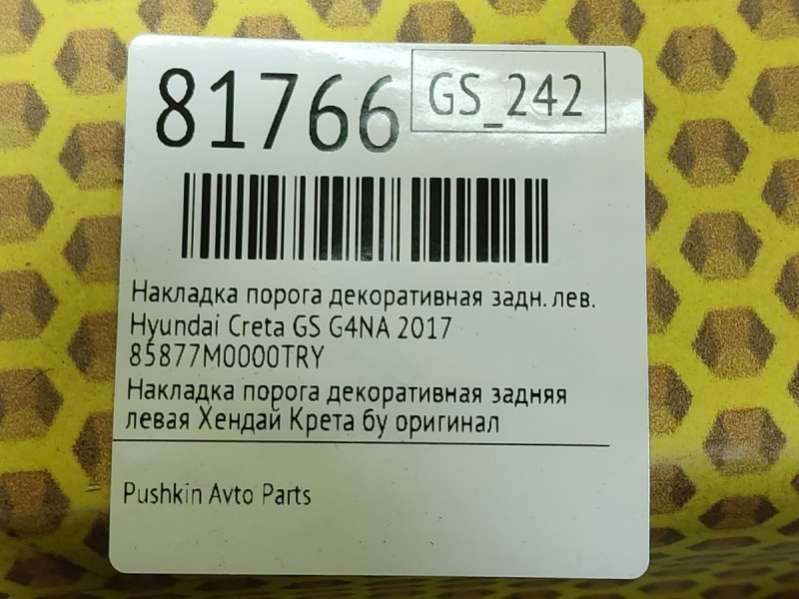 81766
GS_242
Накладка порога декоративная задн. лев.
Hyundai Creta GS G4NA 2017
85877M0000TRY
Накладка порога декоративная задняя
левая Хендай Крета бу оригинал
Pushkin Avto Parts